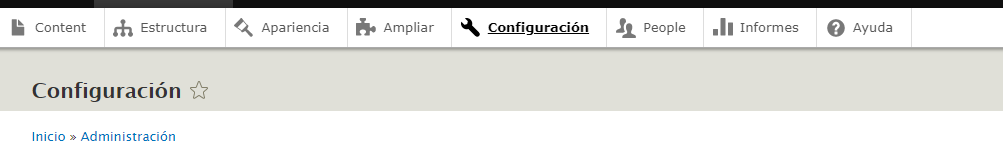 Content Estructura Apariencia Ampliar Configuración People Informes Ayuda
Configuración
Inicio » Administración